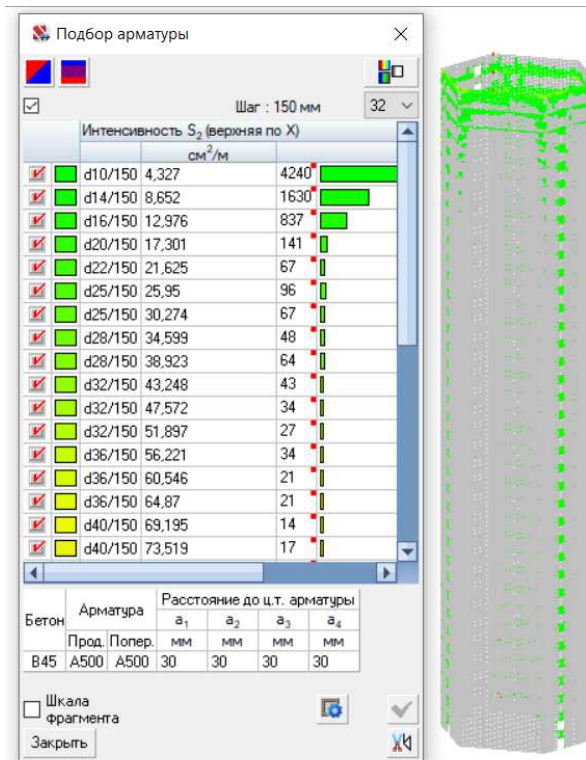 Подбор арматуры
Шаг : 150 мм
32
Интенсивность S2 (верхняя по X)
см2/м
d10/150 4,327 4240
d14/150 8,652 1630
d16/150 12,976 837
d20/150 17,301 141
d22/150 21,625 67
d25/150 25,95 96
d25/150 30,274 67
d28/150 34,599 48
d28/150 38,923 64
d32/150 43,248 43
d32/150 47,572 34
d32/150 51,897 27
d36/150 56,221 34
d36/150 60,546 21
d36/150 64,87 21
d40/150 69,195 14
d40/150 73,519 17
Бетон Арматура Расстояние до ц.т. арматуры
a1 a2 a3 a4
Прод. Попер. мм мм мм мм
B45 A500 A500 30 30 30 30
Шкала
фрагмента
Закрыть